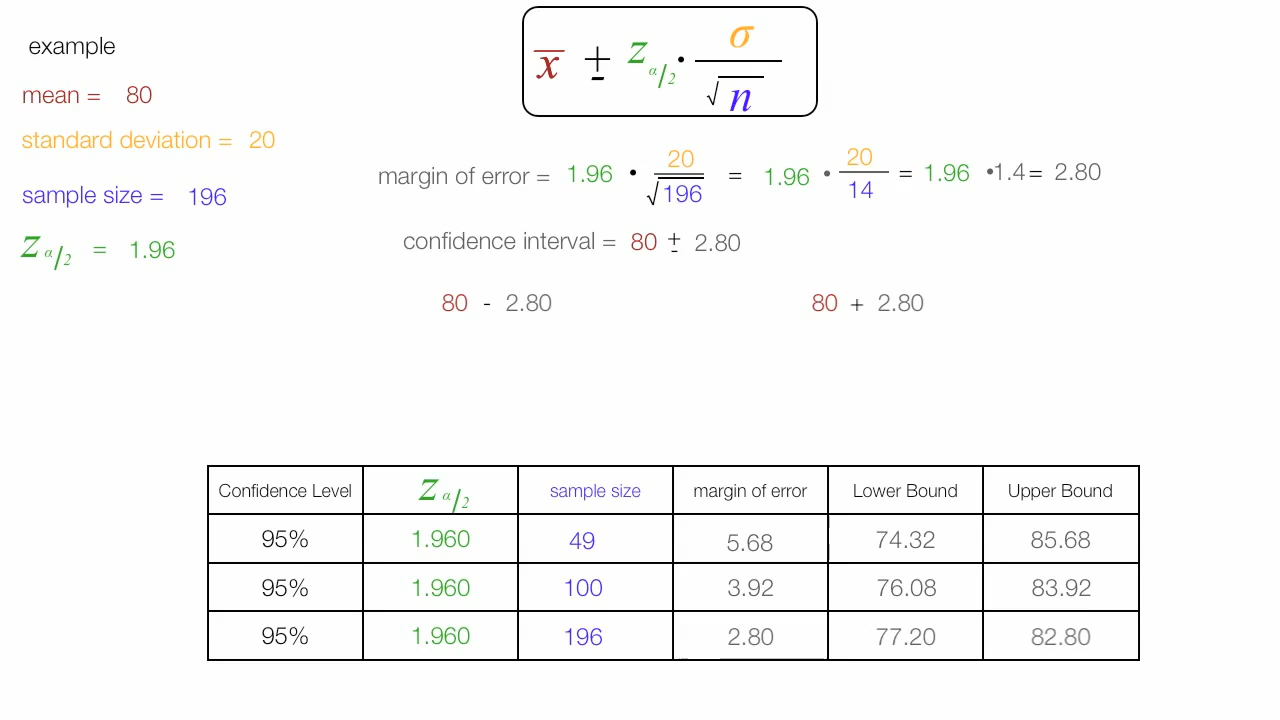 example
x̄ ± z α/2 · σ / √n
mean = 80
standard deviation = 20
margin of error = 1.96 · 20 / √196 = 1.96 · 20 / 14 = 1.96 · 1.4 = 2.80
sample size = 196
z α/2 = 1.96
confidence interval = 80 ± 2.80
80 - 2.80 80 + 2.80
Confidence Level z α/2 sample size margin of error Lower Bound Upper Bound
95% 1.960 49 5.68 74.32 85.68
95% 1.960 100 3.92 76.08 83.92
95% 1.960 196 2.80 77.20 82.80